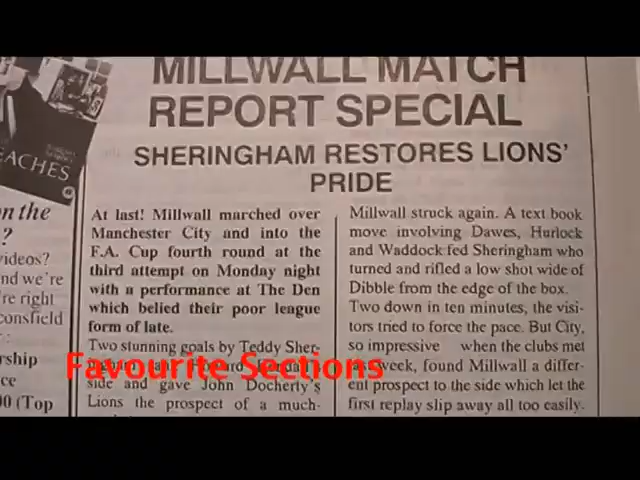 MILLWALL MATCH
REPORT SPECIAL
SHERINGHAM RESTORES LIONS'
PRIDE
EACHES
n the
?
videos?
nd we're
're right
consfield
:
rship
ce
00 (Top
At last! Millwall marched over
Manchester City and into the
F.A. Cup fourth round at the
third attempt on Monday night
with a performance at The Den
which belied their poor league
form of late.
Two stunning goals by Teddy Sher-
side and gave John Docherty's
Lions the prospect of a much-
Millwall struck again. A text book
move involving Dawes, Hurlock
and Waddock fed Sheringham who
turned and rifled a low shot wide of
Dibble from the edge of the box.
Two down in ten minutes, the visi-
tors tried to force the pace. But City,
so impressive when the clubs met
week, found Millwall a differ-
ent prospect to the side which let the
first replay slip away all too easily.
Favourite Sections